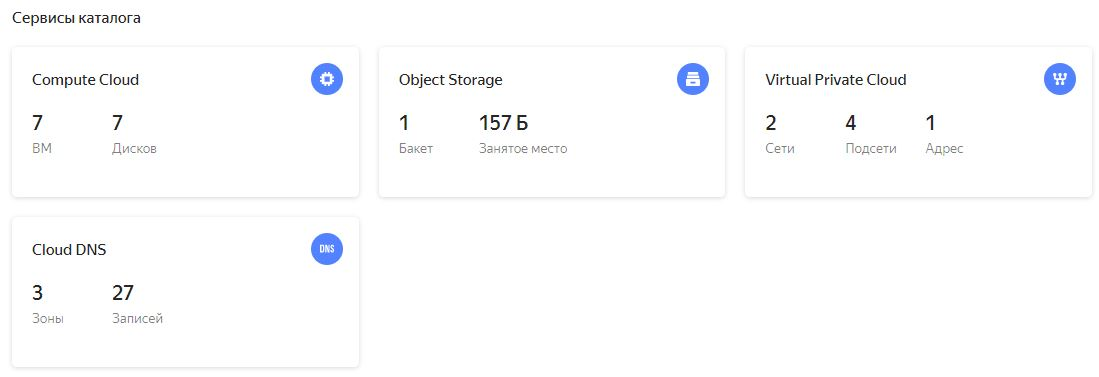 Сервисы каталога
Compute Cloud
7 7
ВМ Дисков
Object Storage
1 157 Б
Бакет Занятое место
Virtual Private Cloud
2 4 1
Сети Подсети Адрес
Cloud DNS
DNS
3 27
Зоны Записей